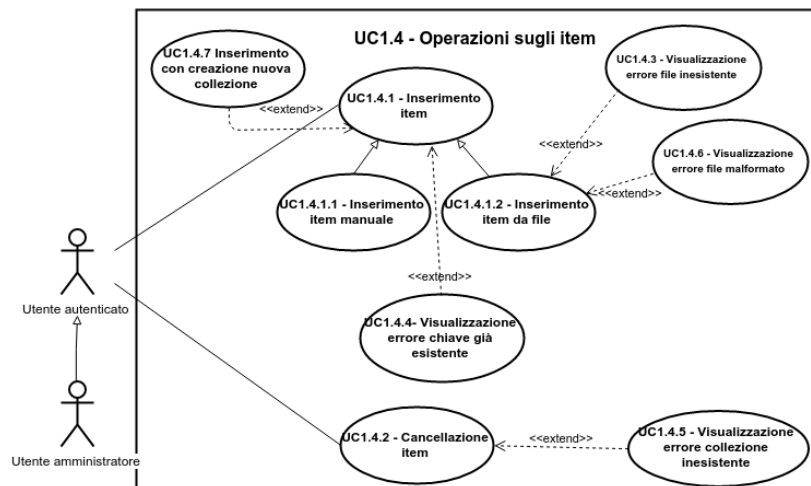 UC1.4 - Operazioni sugli item
UC1.4.7 Inserimento
con creazione nuova
collezione
UC1.4.3 - Visualizzazione
errore file inesistente
UC1.4.1 - Inserimento
item
<<extend>>
<<extend>>
UC1.4.6 - Visualizzazione
errore file malformato
<<extend>>
UC1.4.1.1 - Inserimento
item manuale
UC1.4.1.2 - Inserimento
item da file
<<extend>>
Utente autenticato
UC1.4.4- Visualizzazione
errore chiave già
esistente
UC1.4.2 - Cancellazione
item
<<extend>>
UC1.4.5 - Visualizzazione
errore collezione
inesistente
Utente amministratore